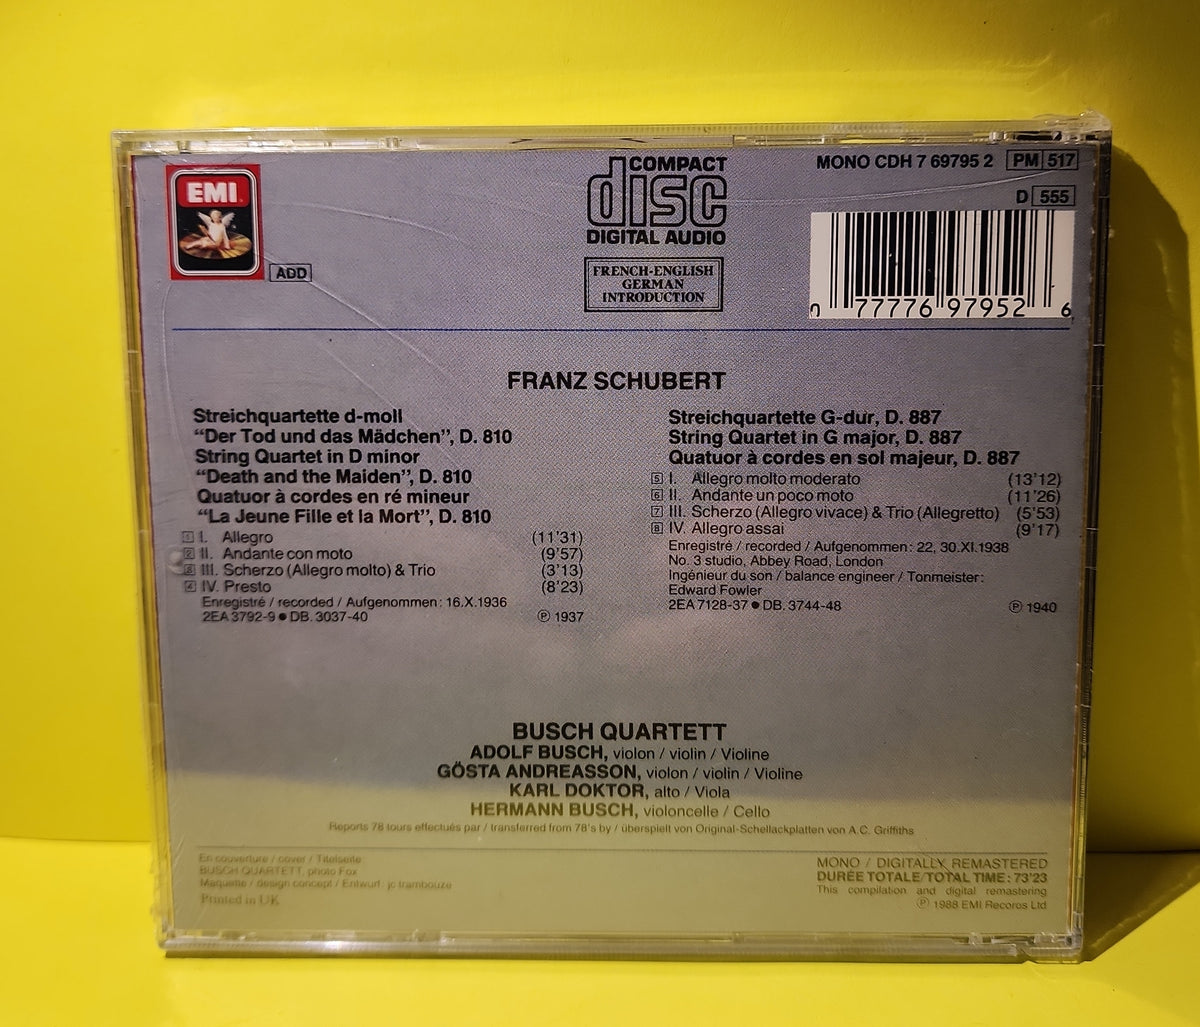 EMI
ADD
COMPACT
disc
DIGITAL AUDIO
FRENCH-ENGLISH
GERMAN
INTRODUCTION
MONO CDH 7 69795 2 PM 517
D 555
0 77776 97952 6
FRANZ SCHUBERT
Streichquartette d-moll
“Der Tod und das Mädchen”, D. 810
String Quartet in D minor
“Death and the Maiden”, D. 810
Quatuor à cordes en ré mineur
“La Jeune Fille et la Mort”, D. 810
1 I. Allegro (11'31)
2 II. Andante con moto (9'57)
3 III. Scherzo (Allegro molto) & Trio (3'13)
4 IV. Presto (8'23)
Enregistré / recorded / Aufgenommen: 16.X.1936
2EA 3792-9 ● DB. 3037-40 ℗ 1937
Streichquartette G-dur, D. 887
String Quartet in G major, D. 887
Quatuor à cordes en sol majeur, D. 887
5 I. Allegro molto moderato (13'12)
6 II. Andante un poco moto (11'26)
7 III. Scherzo (Allegro vivace) & Trio (Allegretto) (5'53)
8 IV. Allegro assai (9'17)
Enregistré / recorded / Aufgenommen: 22, 30.XI.1938
No. 3 studio, Abbey Road, London
Ingénieur du son / balance engineer / Tonmeister:
Edward Fowler
2EA 7128-37 ● DB. 3744-48 ℗ 1940
BUSCH QUARTETT
ADOLF BUSCH, violon / violin / Violine
GÖSTA ANDREASSON, violon / violin / Violine
KARL DOKTOR, alto / Viola
HERMANN BUSCH, violoncelle / Cello
Reports 78 tours effectués par / transferred from 78's by / überspielt von Original-Schellackplatten von A.C. Griffiths
En couverture / cover / Titelseite
BUSCH QUARTETT, photo Fox
Maquette / design concept / Entwurf: jc trambouze
Printed in UK
MONO / DIGITALLY REMASTERED
DURÉE TOTALE/TOTAL TIME: 73'23
This compilation and digital remastering
℗ 1988 EMI Records Ltd